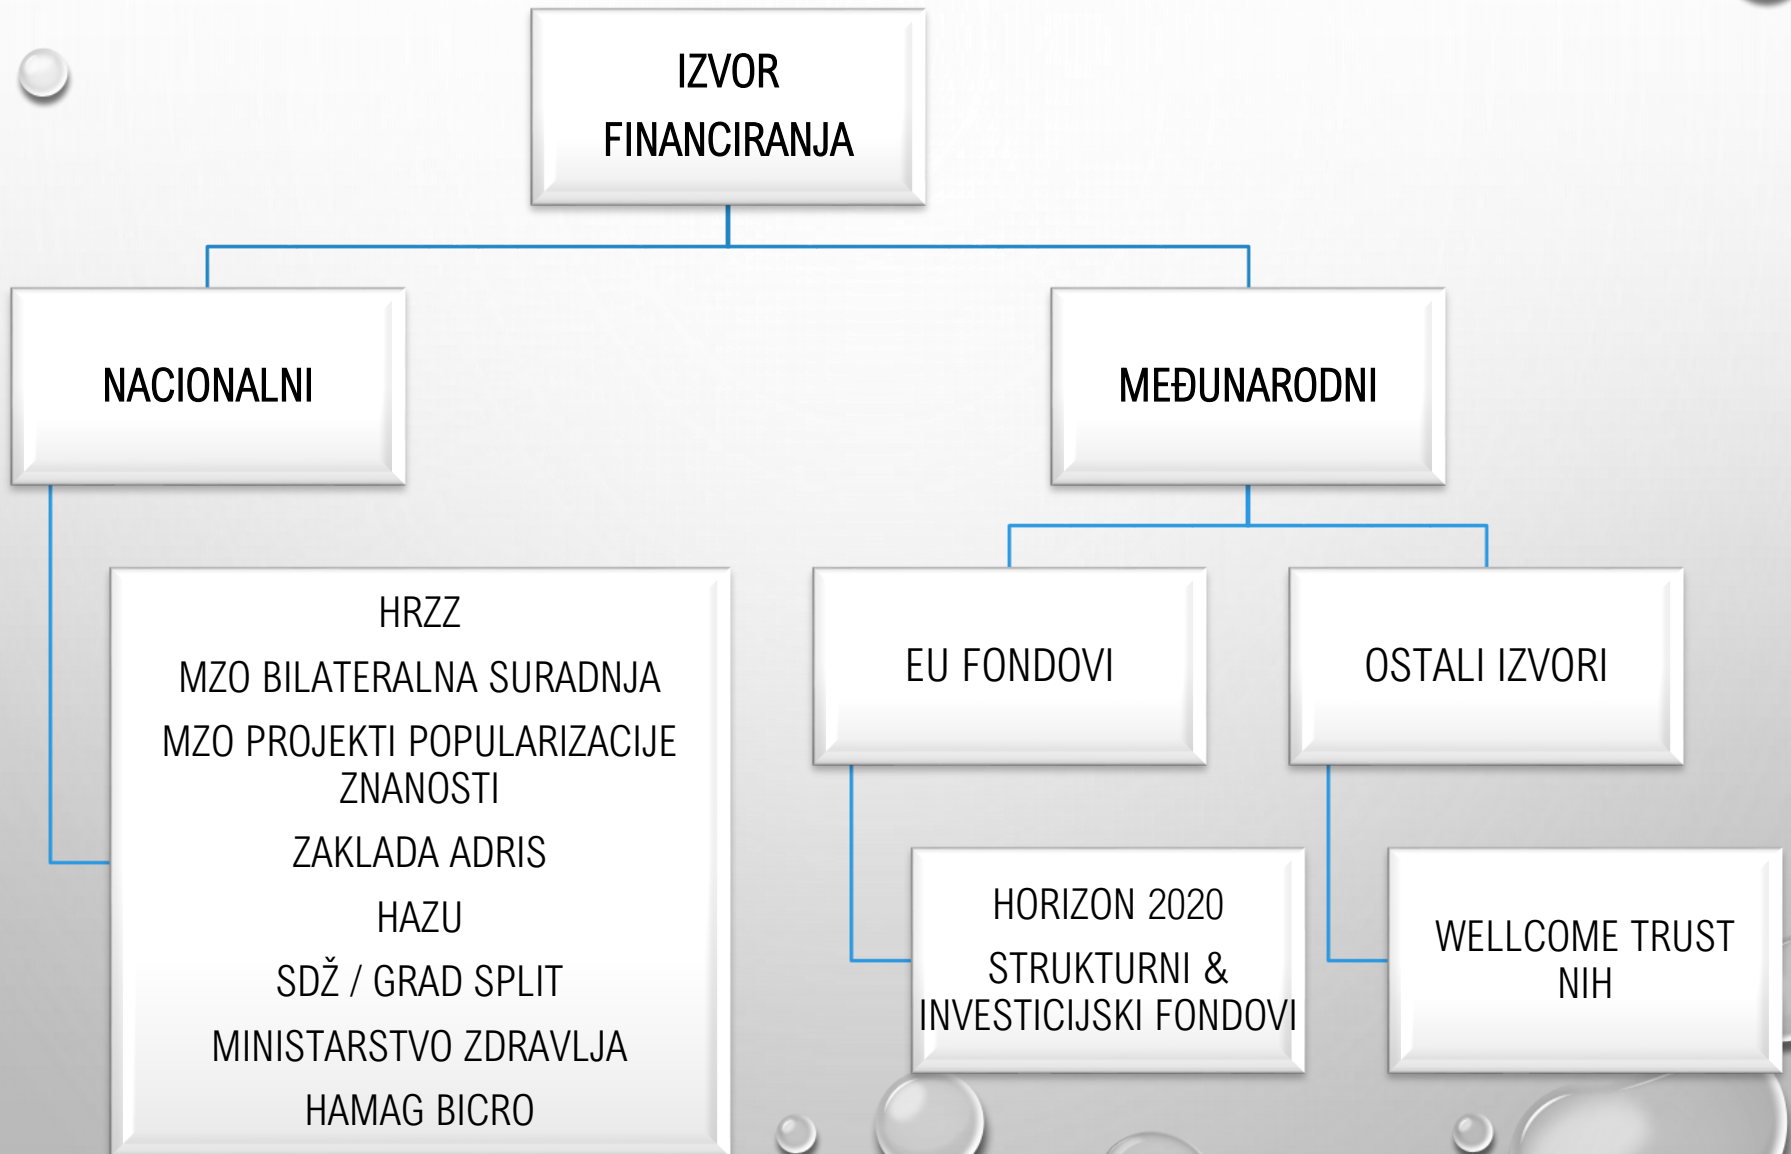 IZVOR
FINANCIRANJA
NACIONALNI
MEĐUNARODNI
HRZZ
MZO BILATERALNA SURADNJA
MZO PROJEKTI POPULARIZACIJE
ZNANOSTI
ZAKLADA ADRIS
HAZU
SDŽ / GRAD SPLIT
MINISTARSTVO ZDRAVLJA
HAMAG BICRO
EU FONDOVI
OSTALI IZVORI
HORIZON 2020
STRUKTURNI &
INVESTICIJSKI FONDOVI
WELLCOME TRUST
NIH